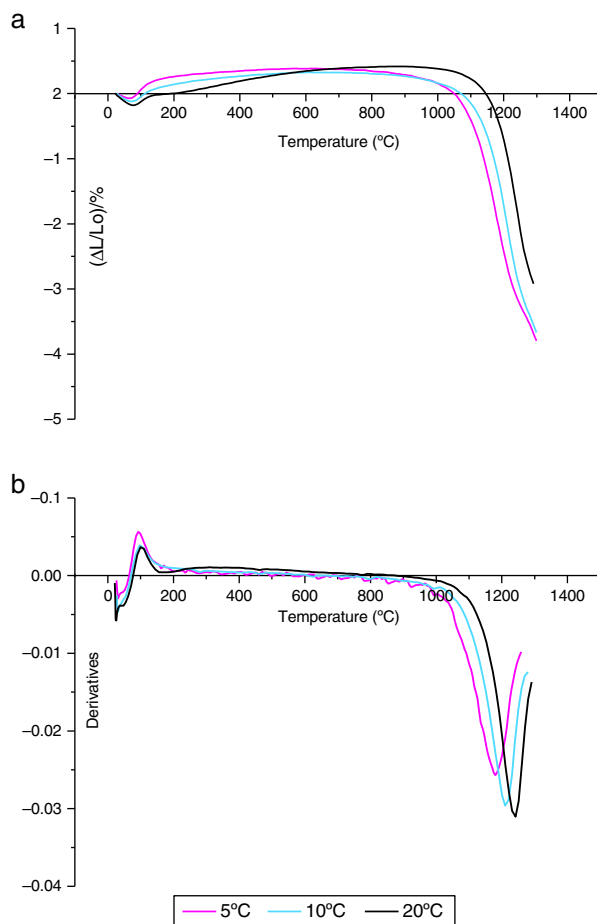 a
1
2
0 200 400 600 800 1000 1200 1400
Temperature (ºC)
–1
–2
(ΔL/Lo)/%
–3
–4
–5
b
–0.1
0.00
0 200 400 600 800 1000 1200 1400
Temperature (ºC)
–0.01
Derivatives
–0.02
–0.03
–0.04
5ºC 10ºC 20ºC